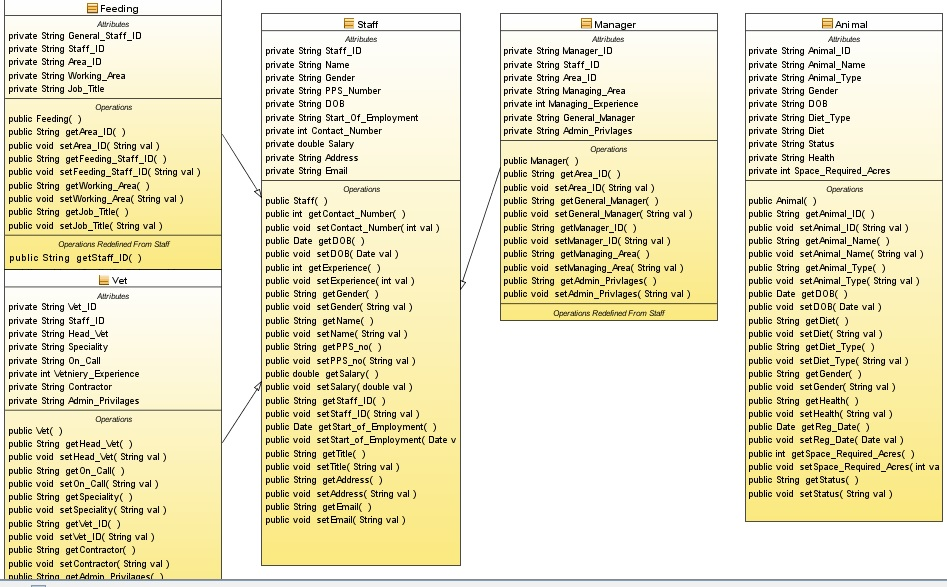 Feeding
Attributes
private String General_Staff_ID
private String Staff_ID
private String Area_ID
private String Working_Area
private String Job_Title
Operations
public Feeding( )
public String getArea_ID( )
public void setArea_ID( String val )
public String getFeeding_Staff_ID( )
public void setFeeding_Staff_ID( String val )
public String getWorking_Area( )
public void setWorking_Area( String val )
public String getJob_Title( )
public void setJob_Title( String val )
Operations Redefined From Staff
public String getStaff_ID( )
Vet
Attributes
private String Vet_ID
private String Staff_ID
private String Head_Vet
private String Speciality
private String On_Call
private int Vetniery_Experience
private String Contractor
private String Admin_Privilages
Operations
public Vet( )
public String getHead_Vet( )
public void setHead_Vet( String val )
public String getOn_Call( )
public void setOn_Call( String val )
public String getSpeciality( )
public void setSpeciality( String val )
public String getVet_ID( )
public void setVet_ID( String val )
public String getContractor( )
public void setContractor( String val )
public String getAdmin_Privilages( )
Staff
Attributes
private String Staff_ID
private String Name
private String Gender
private String PPS_Number
private String DOB
private String Start_Of_Employment
private int Contact_Number
private double Salary
private String Address
private String Email
Operations
public Staff( )
public int getContact_Number( )
public void setContact_Number( int val )
public Date getDOB( )
public void setDOB( Date val )
public int getExperience( )
public void setExperience( int val )
public String getGender( )
public void setGender( String val )
public String getName( )
public void setName( String val )
public String getPPS_no( )
public void setPPS_no( String val )
public double getSalary( )
public void setSalary( double val )
public String getStaff_ID( )
public void setStaff_ID( String val )
public Date getStart_of_Employment( )
public void setStart_of_Employment( Date v
public String getTitle( )
public void setTitle( String val )
public String getAddress( )
public void setAddress( String val )
public String getEmail( )
public void setEmail( String val )
Manager
Attributes
private String Manager_ID
private String Staff_ID
private String Area_ID
private String Managing_Area
private int Managing_Experience
private String General_Manager
private String Admin_Privlages
Operations
public Manager( )
public String getArea_ID( )
public void setArea_ID( String val )
public String getGeneral_Manager( )
public void setGeneral_Manager( String val )
public String getManager_ID( )
public void setManager_ID( String val )
public String getManaging_Area( )
public void setManaging_Area( String val )
public String getAdmin_Privlages( )
public void setAdmin_Privlages( String val )
Operations Redefined From Staff
Animal
Attributes
private String Animal_ID
private String Animal_Name
private String Animal_Type
private String Gender
private String DOB
private String Diet_Type
private String Diet
private String Status
private String Health
private int Space_Required_Acres
Operations
public Animal( )
public String getAnimal_ID( )
public void setAnimal_ID( String val )
public String getAnimal_Name( )
public void setAnimal_Name( String val )
public String getAnimal_Type( )
public void setAnimal_Type( String val )
public Date getDOB( )
public void setDOB( Date val )
public String getDiet( )
public void setDiet( String val )
public String getDiet_Type( )
public void setDiet_Type( String val )
public String getGender( )
public void setGender( String val )
public String getHealth( )
public void setHealth( String val )
public Date getReg_Date( )
public void setReg_Date( Date val )
public int getSpace_Required_Acres( )
public void setSpace_Required_Acres( int va
public String getStatus( )
public void setStatus( String val )